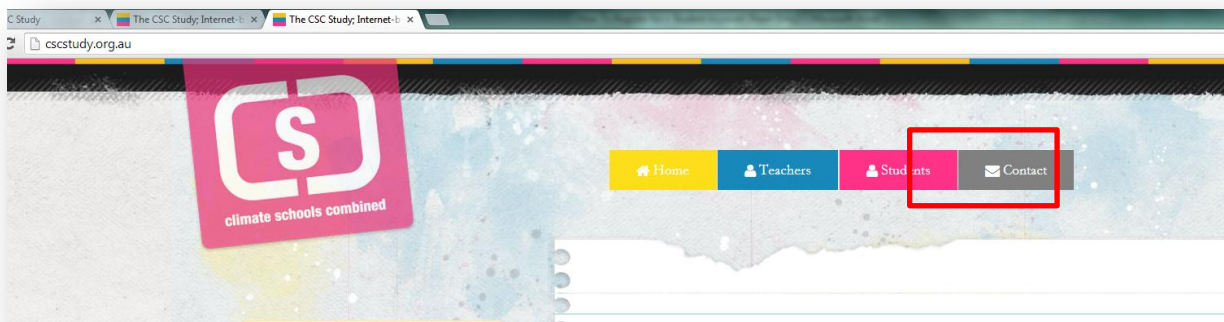 C Study
The CSC Study; Internet-b
The CSC Study; Internet-b
cscstudy.org.au
CS
climate schools combined
Home
Teachers
Students
Contact